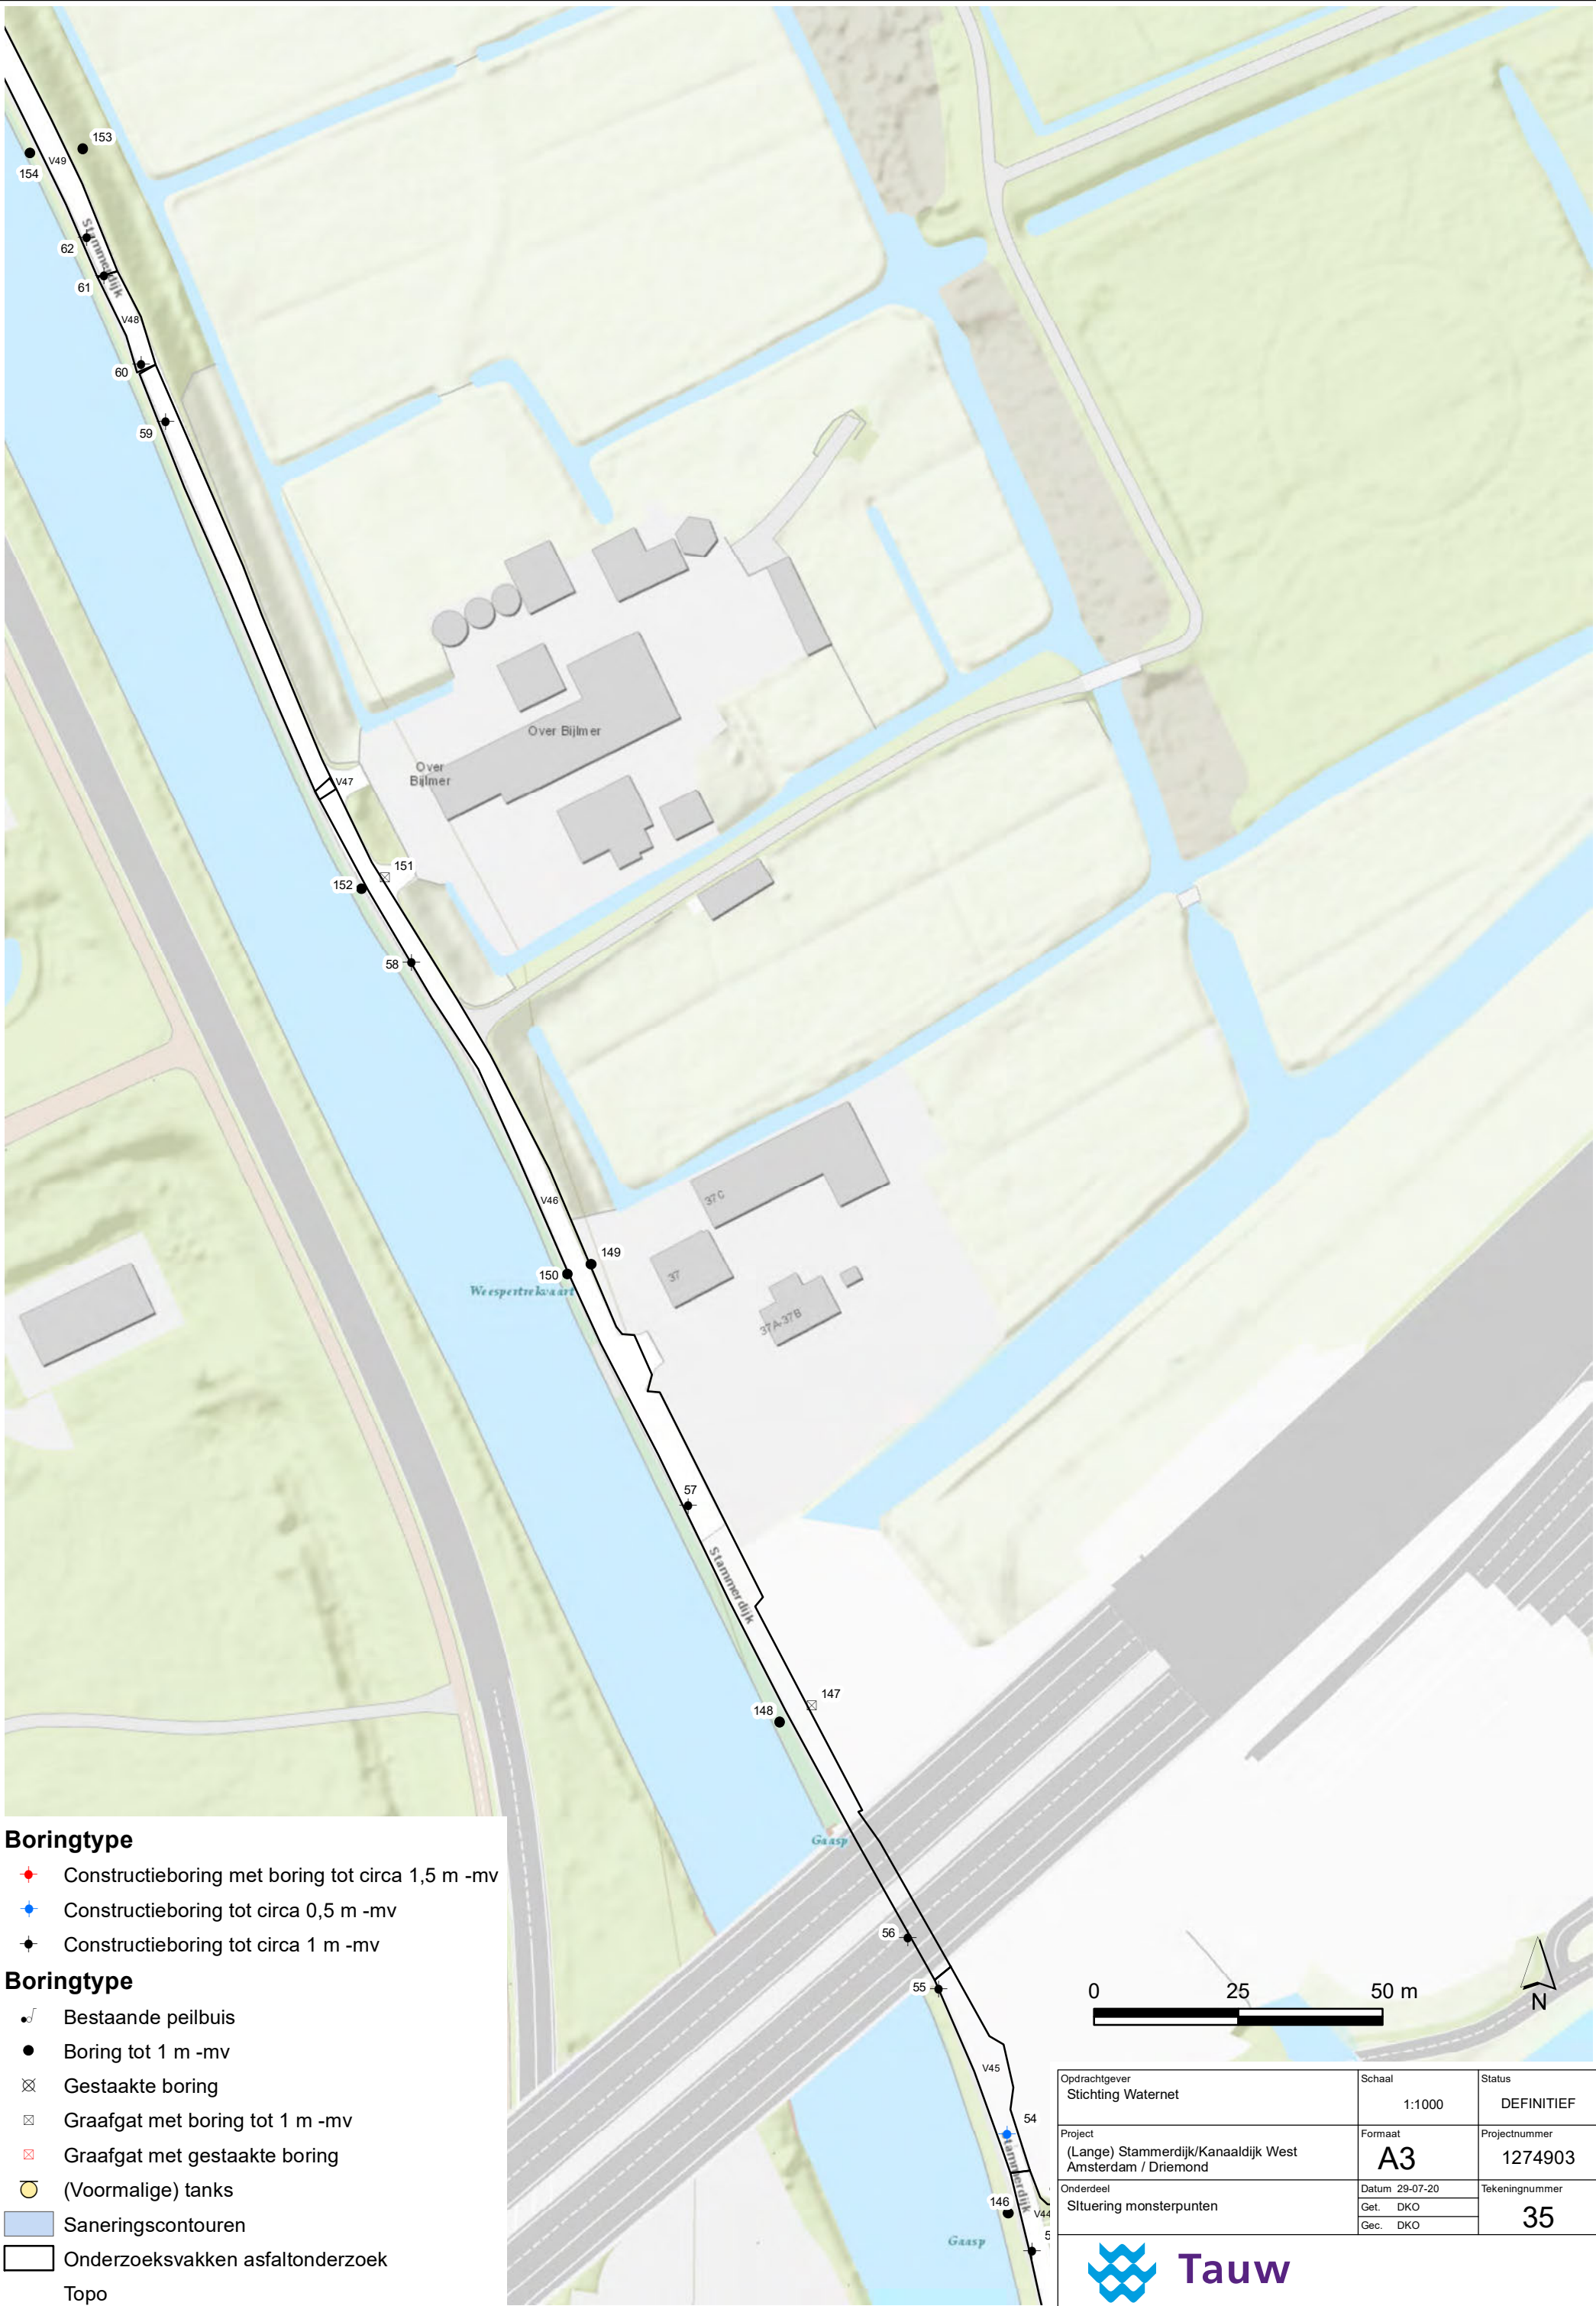 153
154
V49
Stammerdijk
62
61
V48
60
59
Over Bijlmer
Over
Bijlmer
V47
151
152
58
V46
149
150
Weespertrekvaart
37C
37
37A-37B
57
Stammerdijk
147
148
Gaasp
56
55
V45
54
Stammerdijk
146
V44
5
Gaasp
Boringtype
Constructieboring met boring tot circa 1,5 m -mv
Constructieboring tot circa 0,5 m -mv
Constructieboring tot circa 1 m -mv
Boringtype
Bestaande peilbuis
Boring tot 1 m -mv
Gestaakte boring
Graafgat met boring tot 1 m -mv
Graafgat met gestaakte boring
(Voormalige) tanks
Saneringscontouren
Onderzoeksvakken asfaltonderzoek
Topo
0 25 50 m
N
Opdrachtgever
Stichting Waternet
Schaal
1:1000
Status
DEFINITIEF
Project
(Lange) Stammerdijk/Kanaaldijk West
Amsterdam / Driemond
Formaat
A3
Projectnummer
1274903
Onderdeel
SItuering monsterpunten
Datum 29-07-20
Get. DKO
Gec. DKO
Tekeningnummer
35
Tauw